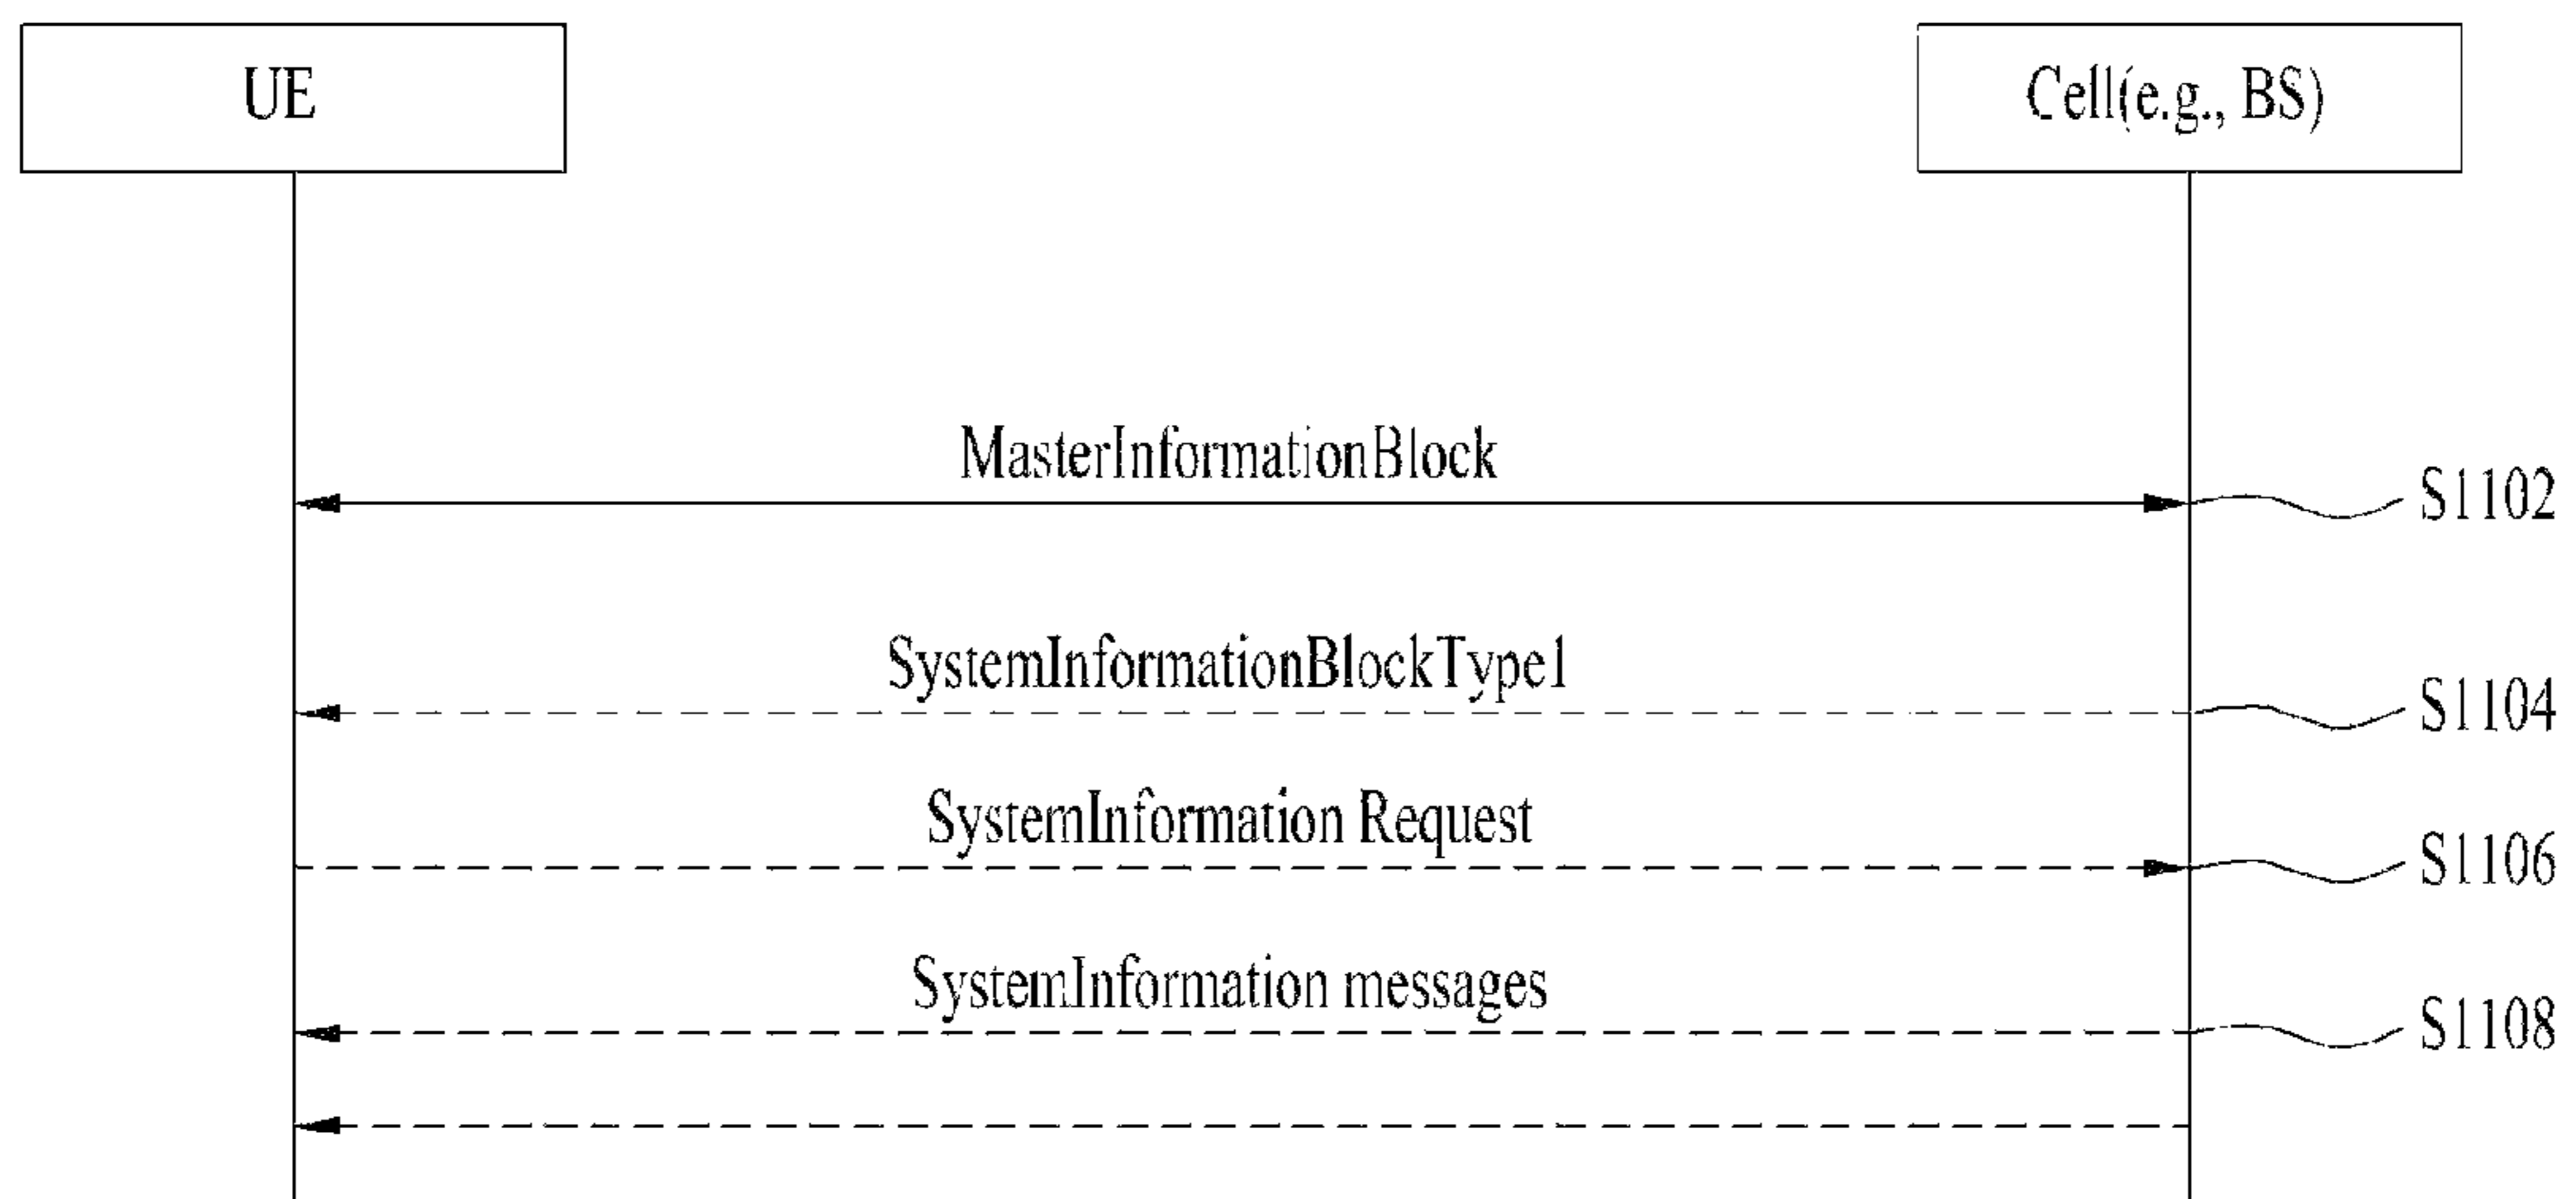 UE
Cell(e.g., BS)
MasterInformationBlock
S1102
SystemInformationBlockType1
S1104
SystemInformation Request
S1106
SystemInformation messages
S1108